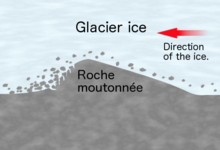 Glacier ice
Direction
of the ice.
Roche
moutonnée